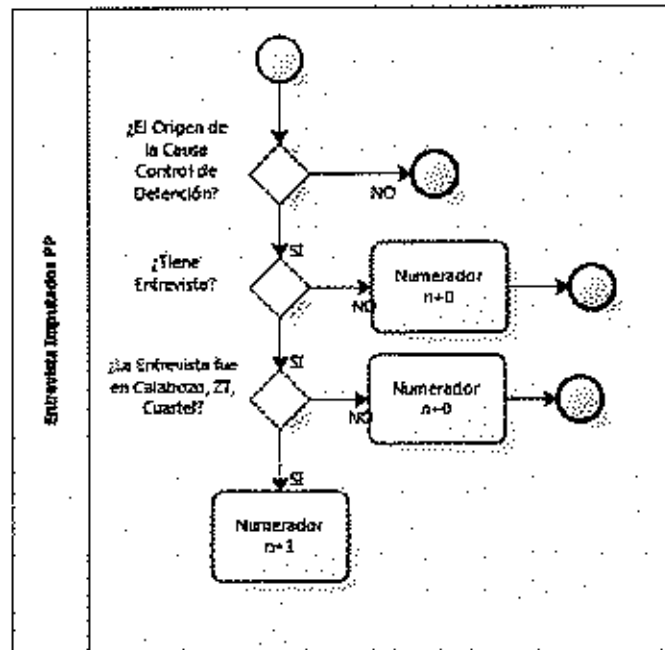 Entrevista Imputados PP
¿El Origen de
la Causa
Control de
Detención?
NO
SI
¿Tiene
Entrevista?
NO
Numerador
n+0
SI
¿La Entrevista fue
en Calabozo, ZT,
Cuartel?
NO
Numerador
n+0
SI
Numerador
n+1